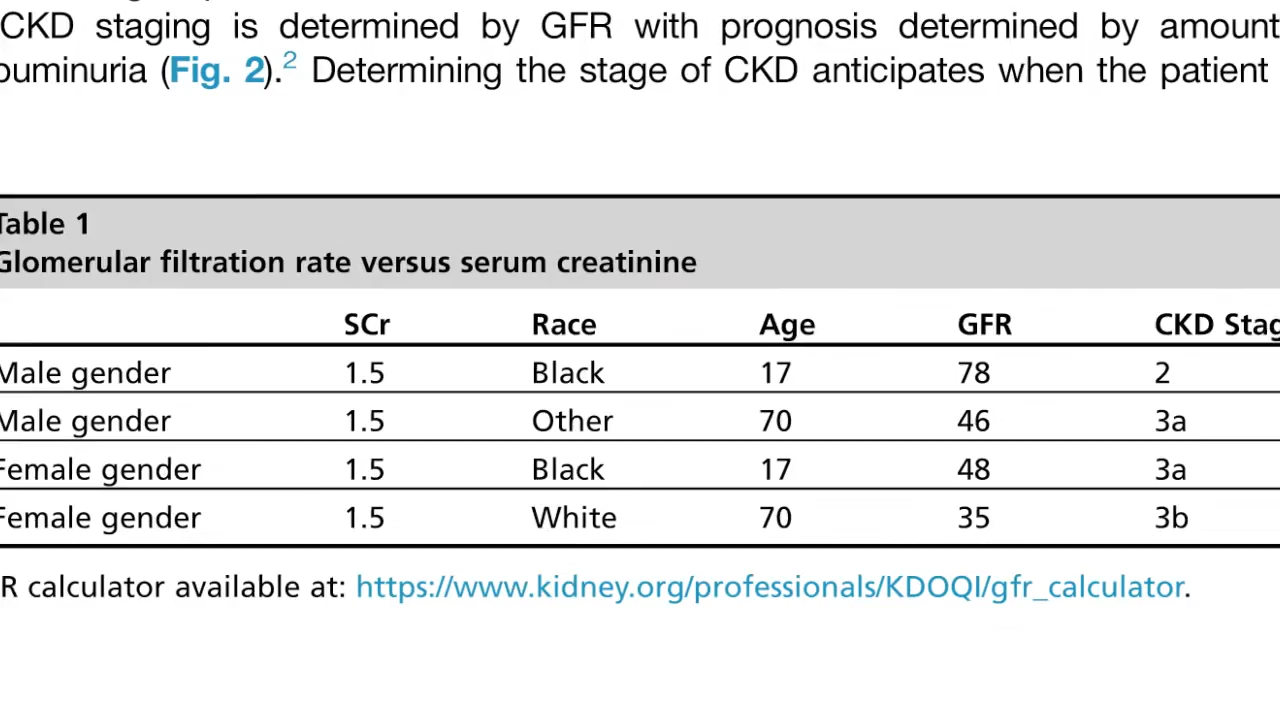 CKD staging is determined by GFR with prognosis determined by amount
ouminuria (Fig. 2).2 Determining the stage of CKD anticipates when the patient
Table 1
Glomerular filtration rate versus serum creatinine
SCr Race Age GFR CKD Stag
Male gender 1.5 Black 17 78 2
Male gender 1.5 Other 70 46 3a
Female gender 1.5 Black 17 48 3a
Female gender 1.5 White 70 35 3b
R calculator available at: https://www.kidney.org/professionals/KDOQI/gfr_calculator.